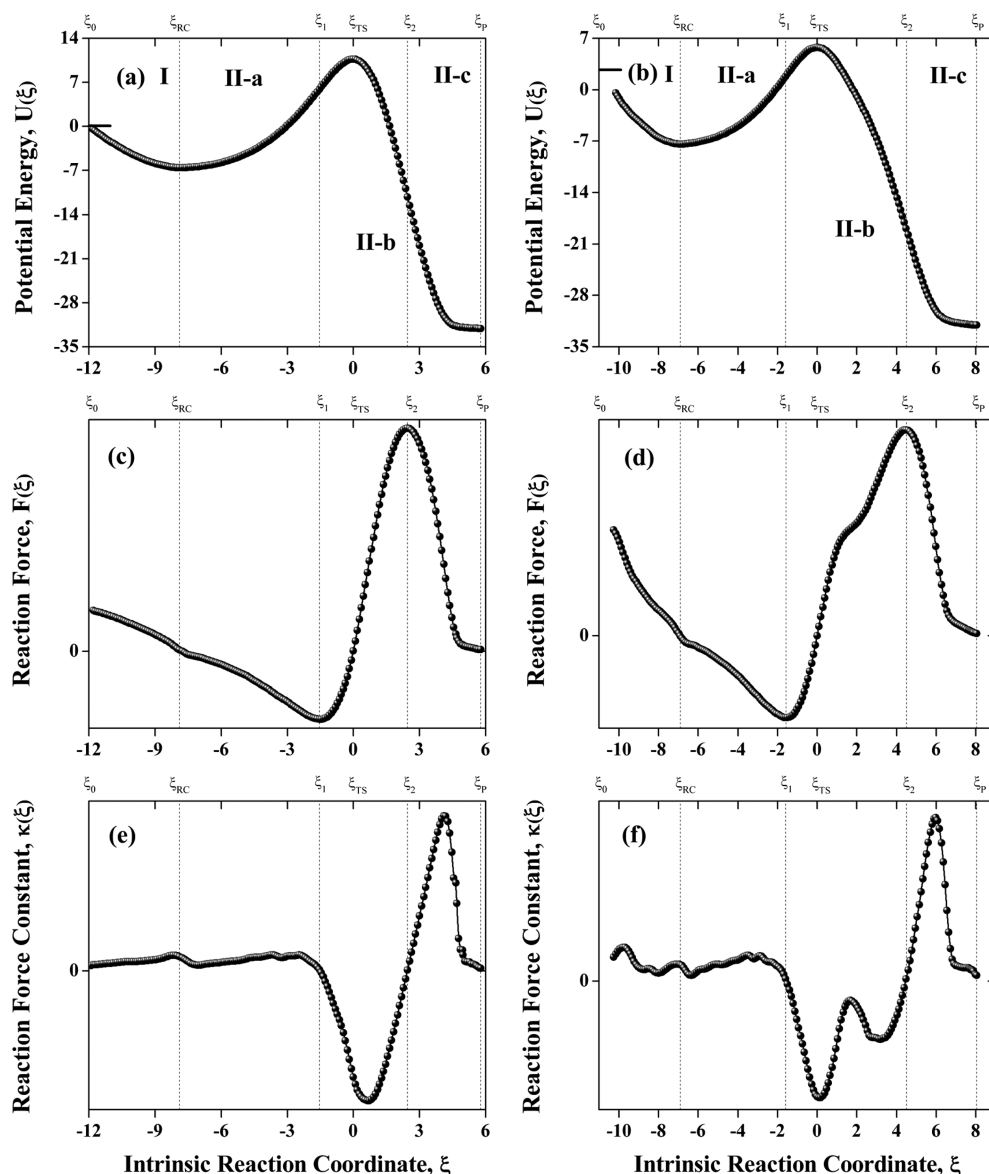 ξ₀ ξRC ξ₁ ξTS ξ₂ ξP
ξ₀ ξRC ξ₁ ξTS ξ₂ ξP
14
7
0
-7
-14
-21
-28
-35
Potential Energy, U(ξ)
(a) I II-a II-c
II-b
-12 -9 -6 -3 0 3 6
7
0
-7
-14
-21
-28
-35
Potential Energy, U(ξ)
(b) I II-a II-c
II-b
-10 -8 -6 -4 -2 0 2 4 6 8
ξ₀ ξRC ξ₁ ξTS ξ₂ ξP
ξ₀ ξRC ξ₁ ξTS ξ₂ ξP
Reaction Force, F(ξ)
(c)
0
-12 -9 -6 -3 0 3 6
Reaction Force, F(ξ)
(d)
0
-10 -8 -6 -4 -2 0 2 4 6 8
ξ₀ ξRC ξ₁ ξTS ξ₂ ξP
ξ₀ ξRC ξ₁ ξTS ξ₂ ξP
Reaction Force Constant, κ(ξ)
(e)
0
-12 -9 -6 -3 0 3 6
Intrinsic Reaction Coordinate, ξ
Reaction Force Constant, κ(ξ)
(f)
0
-10 -8 -6 -4 -2 0 2 4 6 8
Intrinsic Reaction Coordinate, ξ